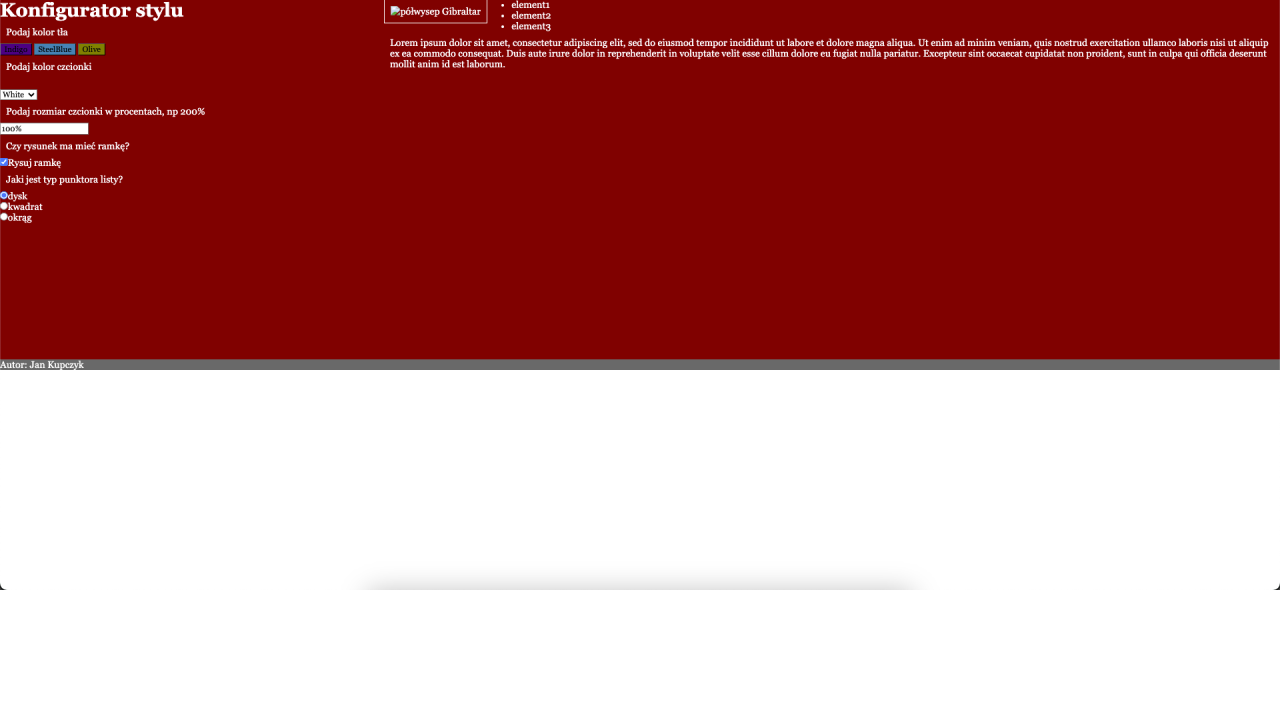 Konfigurator stylu
Podaj kolor tła
Indigo SteelBlue Olive
Podaj kolor czcionki
White
Podaj rozmiar czcionki w procentach, np 200%
100%
Czy rysunek ma mieć ramkę?
Rysuj ramkę
Jaki jest typ punktora listy?
dysk
kwadrat
okrąg
półwysep Gibraltar
element1
element2
element3
Lorem ipsum dolor sit amet, consectetur adipiscing elit, sed do eiusmod tempor incididunt ut labore et dolore magna aliqua. Ut enim ad minim veniam, quis nostrud exercitation ullamco laboris nisi ut aliquip
ex ea commodo consequat. Duis aute irure dolor in reprehenderit in voluptate velit esse cillum dolore eu fugiat nulla pariatur. Excepteur sint occaecat cupidatat non proident, sunt in culpa qui officia deserunt
mollit anim id est laborum.
Autor: Jan Kupczyk